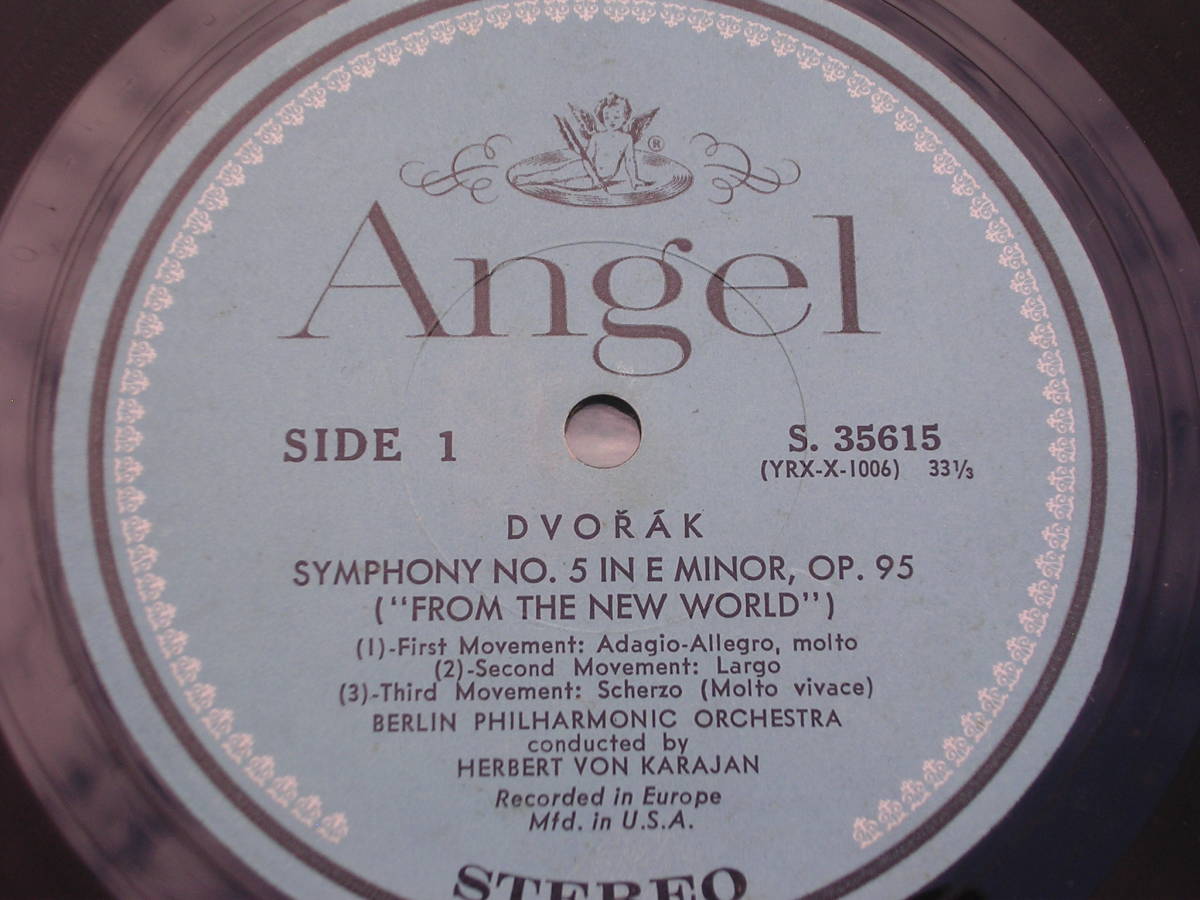 ®
Angel
SIDE 1
S. 35615
(YRX-X-1006) 33⅓
DVOŘÁK
SYMPHONY NO. 5 IN E MINOR, OP. 95
("FROM THE NEW WORLD")
(1)-First Movement: Adagio-Allegro, molto
(2)-Second Movement: Largo
(3)-Third Movement: Scherzo (Molto vivace)
BERLIN PHILHARMONIC ORCHESTRA
conducted by
HERBERT VON KARAJAN
Recorded in Europe
Mfd. in U.S.A.
STEREO